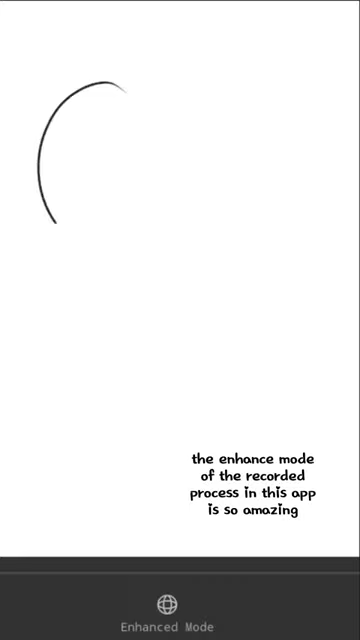 the enhance mode
of the recorded
process in this app
is so amazing
Enhanced Mode